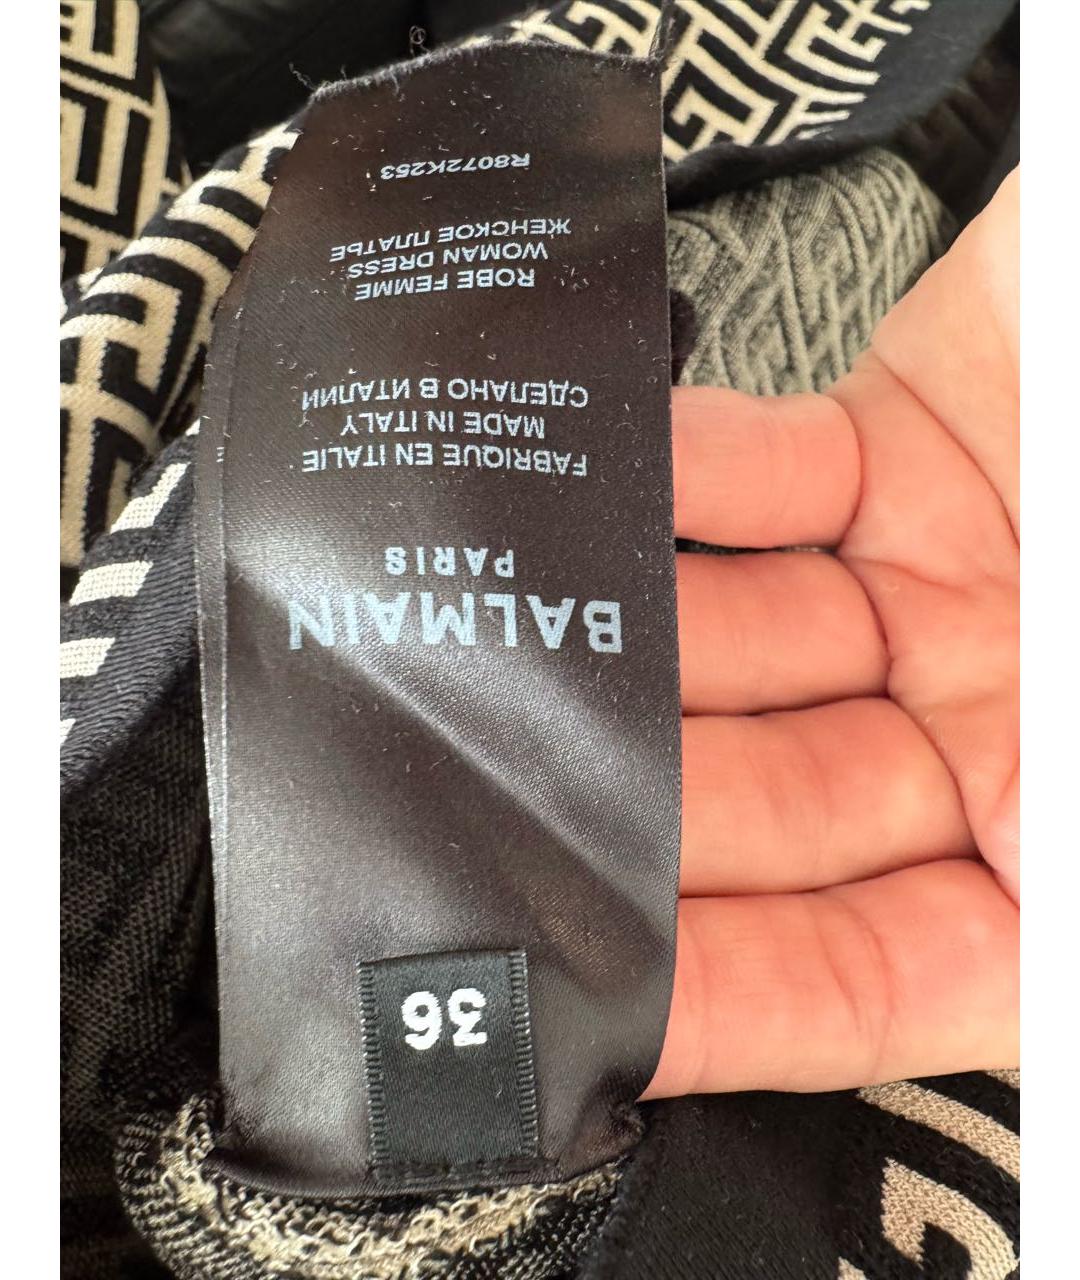 36
BALMAIN
PARIS
FABRIQUE EN ITALIE
MADE IN ITALY
СДЕЛАНО В ИТАЛИИ
ROBE FEMME
WOMAN DRESS
ЖЕНСКОЕ ПЛАТЬЕ
R8072K253